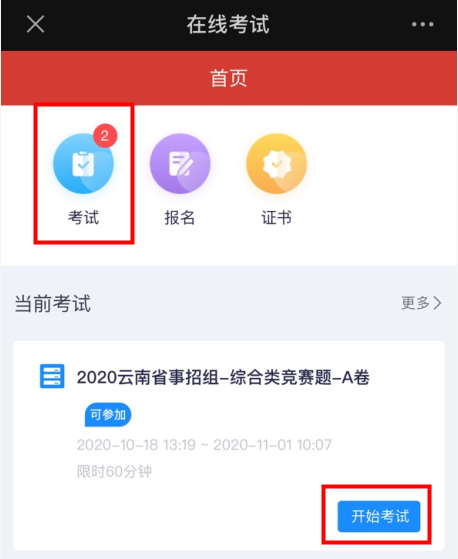 在线考试
首页
2
考试
报名
证书
当前考试
更多
2020云南省事招组-综合类竞赛题-A卷
可参加
2020-10-18 13:19 ~ 2020-11-01 10:07
限时60分钟
开始考试